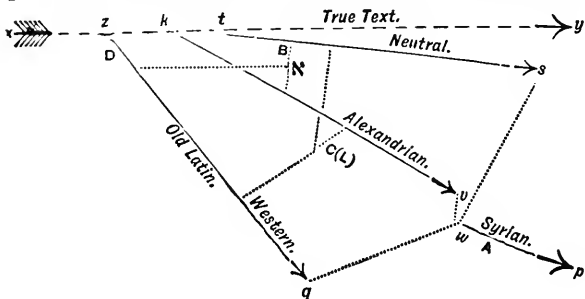 x z k t True Text. y
D B Neutral. s
א
Old Latin. Alexandrian.
C(L)
Western. v
w Syrian.
A
q p